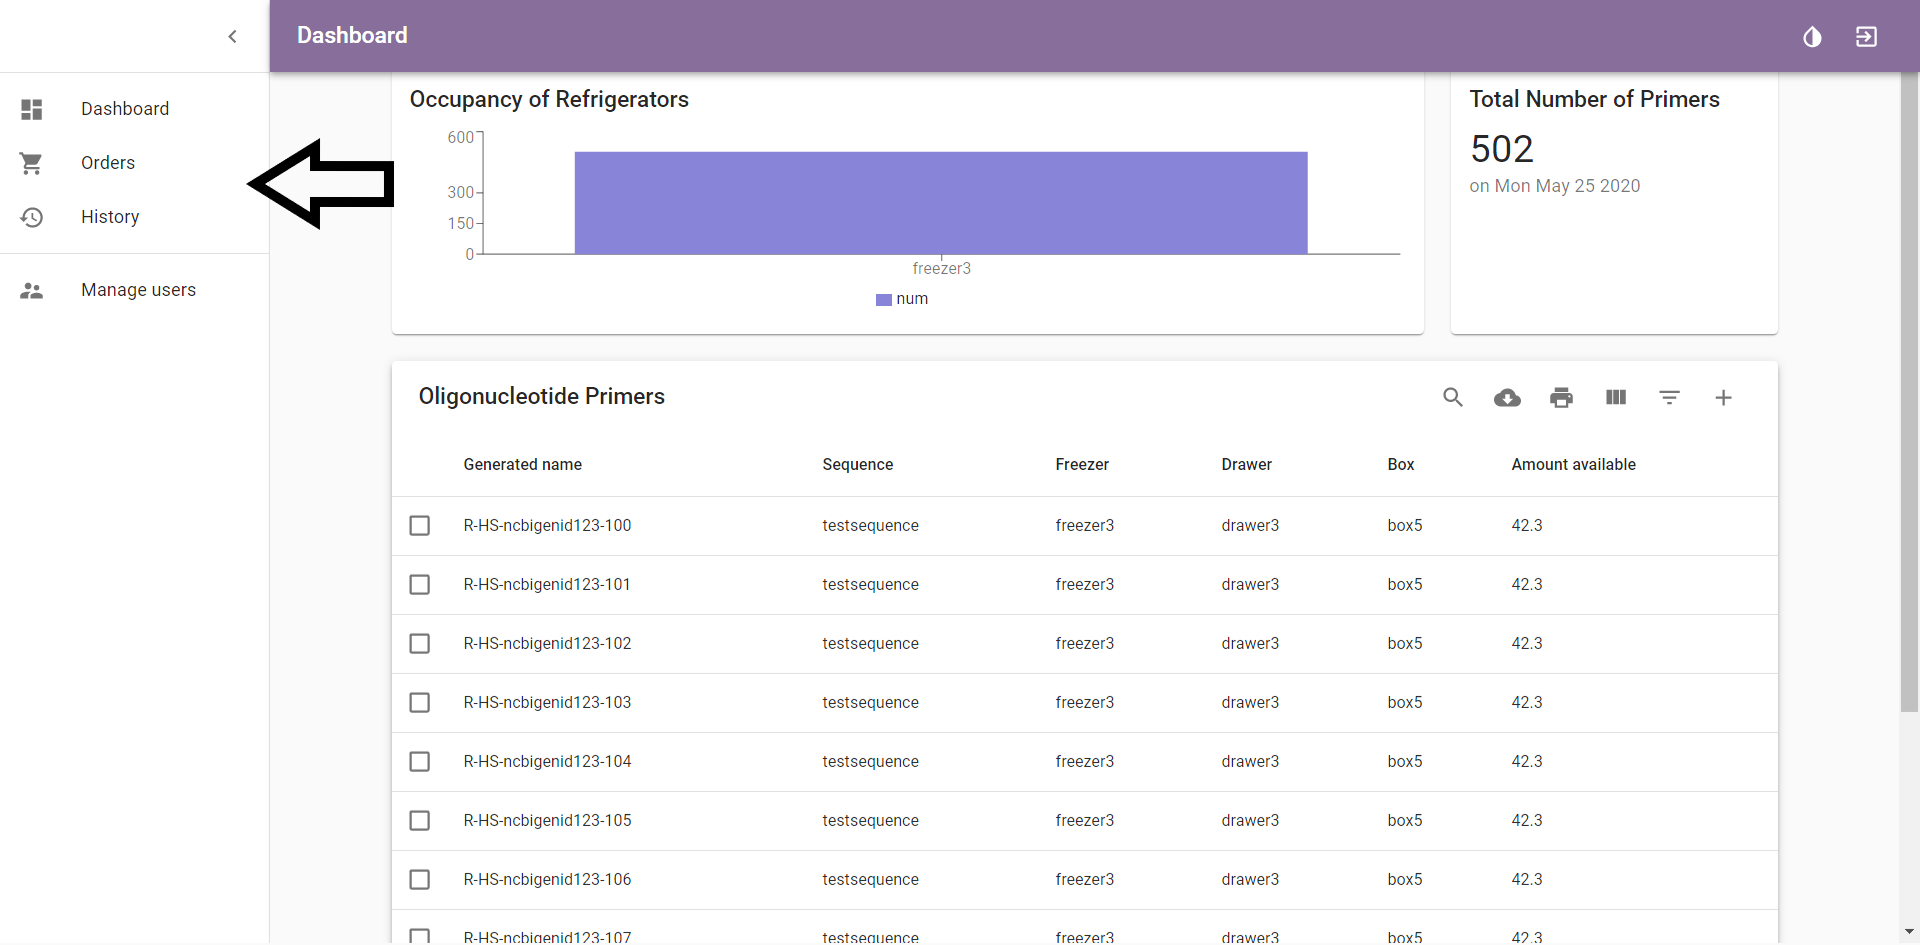 Dashboard
Dashboard
Orders
History
Manage users
Occupancy of Refrigerators
600
300
150
0
freezer3
num
Total Number of Primers
502
on Mon May 25 2020
Oligonucleotide Primers
Generated name Sequence Freezer Drawer Box Amount available
R-HS-ncbigenid123-100 testsequence freezer3 drawer3 box5 42.3
R-HS-ncbigenid123-101 testsequence freezer3 drawer3 box5 42.3
R-HS-ncbigenid123-102 testsequence freezer3 drawer3 box5 42.3
R-HS-ncbigenid123-103 testsequence freezer3 drawer3 box5 42.3
R-HS-ncbigenid123-104 testsequence freezer3 drawer3 box5 42.3
R-HS-ncbigenid123-105 testsequence freezer3 drawer3 box5 42.3
R-HS-ncbigenid123-106 testsequence freezer3 drawer3 box5 42.3
R-HS-ncbigenid123-107 testsequence freezer3 drawer3 box5 42.3